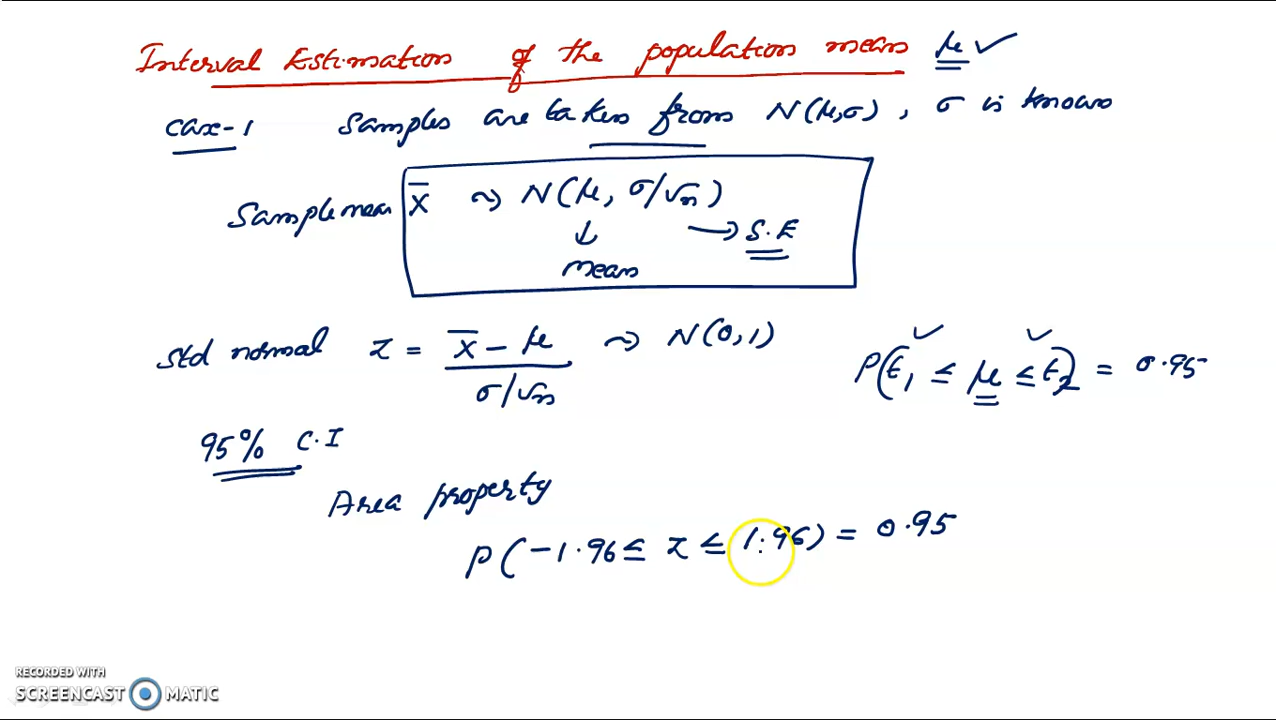 Interval Estimation of the population mean μ ✓
case-1 Samples are taken from N(μ,σ), σ is known
Sample mean x̅ ~> N(μ, σ/√n)
↓ → S.E
mean
Std normal z = (x̅ - μ)/(σ/√n) ~> N(0,1)
P(t₁ ≤ μ ≤ t₂) = 0.95
95% C.I
Area property
P(-1.96 ≤ z ≤ 1.96) = 0.95
RECORDED WITH
SCREENCAST MATIC